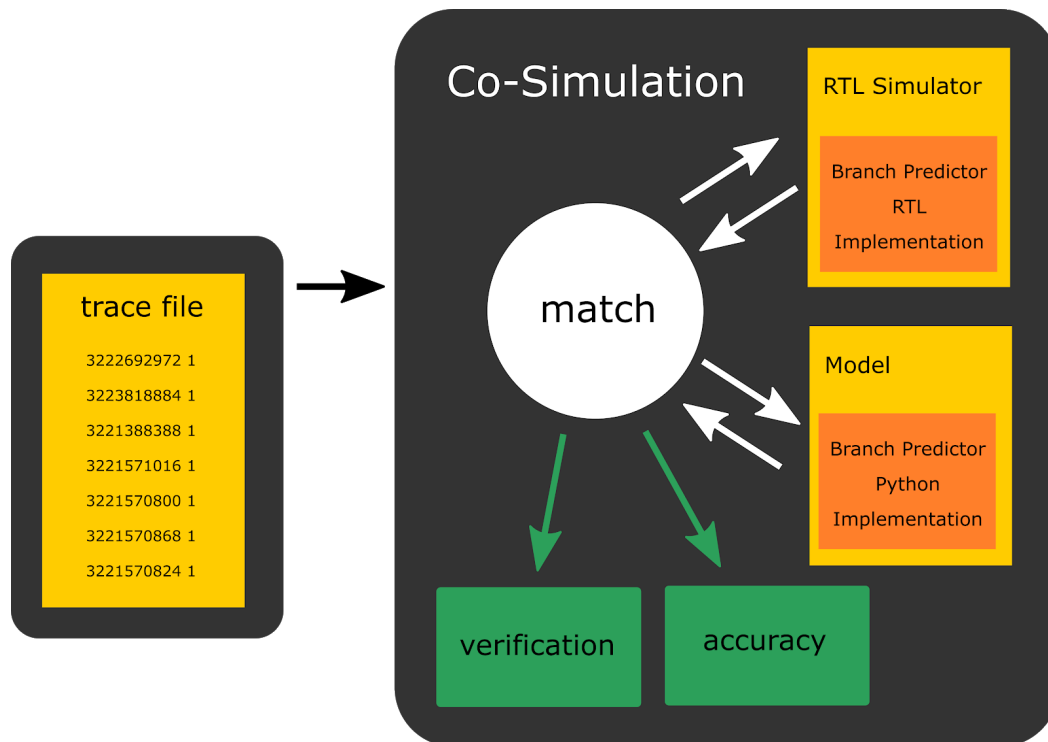 trace file
3222692972 1
3223818884 1
3221388388 1
3221571016 1
3221570800 1
3221570868 1
3221570824 1
Co-Simulation
match
RTL Simulator
Branch Predictor
RTL
Implementation
Model
Branch Predictor
Python
Implementation
verification
accuracy